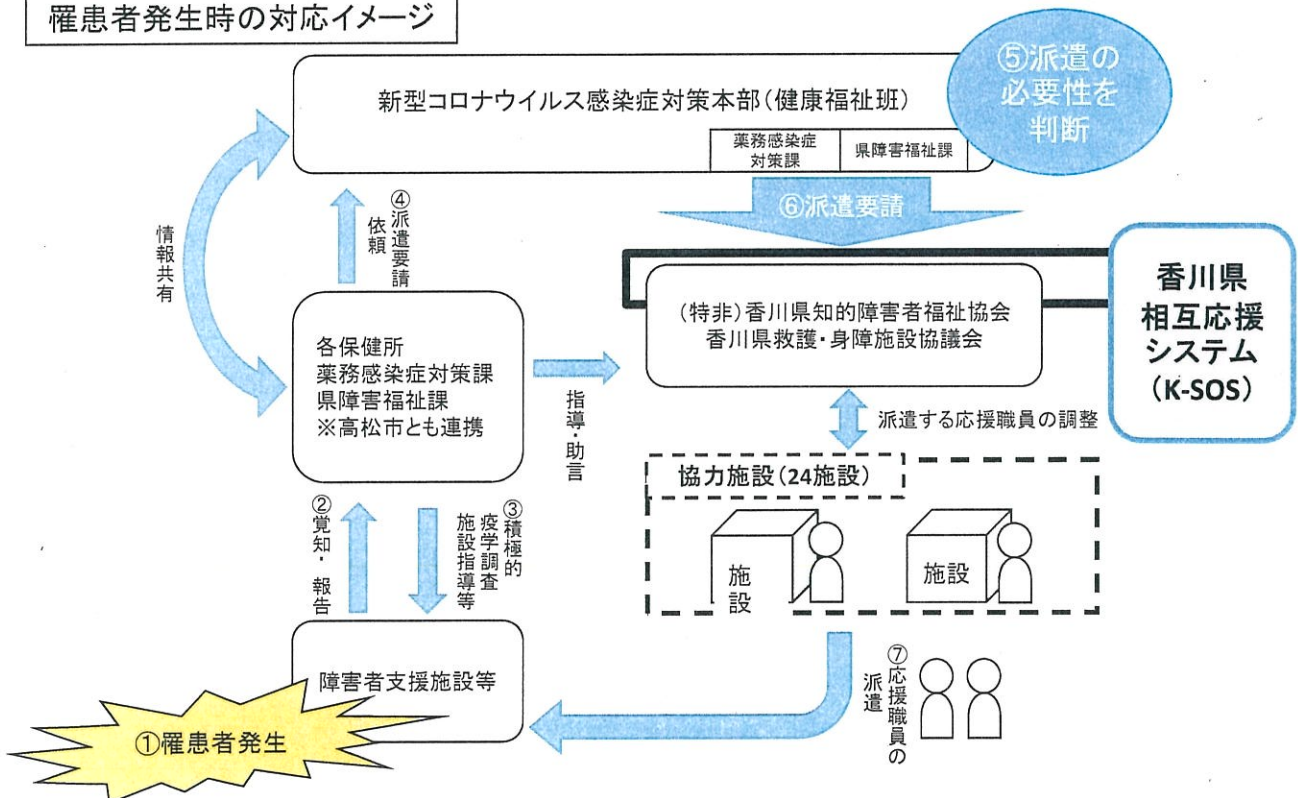 罹患者発生時の対応イメージ
⑤派遣の
必要性を
判断
新型コロナウイルス感染症対策本部(健康福祉班)
薬務感染症
対策課
県障害福祉課
⑥派遣要請
④派遣要請
依頼
情報共有
香川県
相互応援
システム
(K-SOS)
(特非)香川県知的障害者福祉協会
香川県救護・身障施設協議会
各保健所
薬務感染症対策課
県障害福祉課
※高松市とも連携
指導・助言
派遣する応援職員の調整
協力施設(24施設)
施
設
施設
②覚知・報告
③積極的
疫学調査
施設指導等
障害者支援施設等
①罹患者発生
⑦応援職員の
派遣